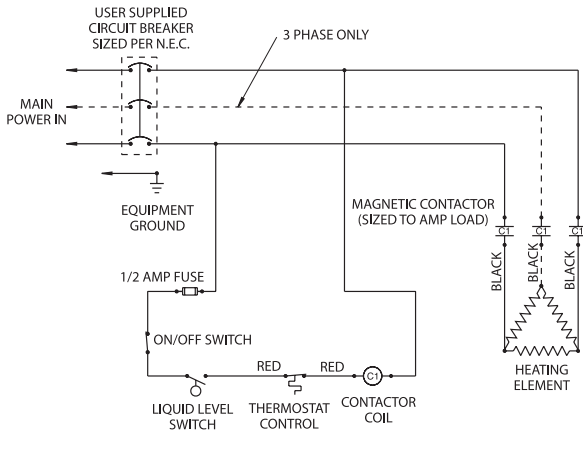 USER SUPPLIED
CIRCUIT BREAKER
SIZED PER N.E.C.
3 PHASE ONLY
MAIN
POWER IN
EQUIPMENT
GROUND
MAGNETIC CONTACTOR
(SIZED TO AMP LOAD)
C1
C1
C1
BLACK
BLACK
BLACK
1/2 AMP FUSE
ON/OFF SWITCH
RED
RED
C1
LIQUID LEVEL
SWITCH
THERMOSTAT
CONTROL
CONTACTOR
COIL
HEATING
ELEMENT